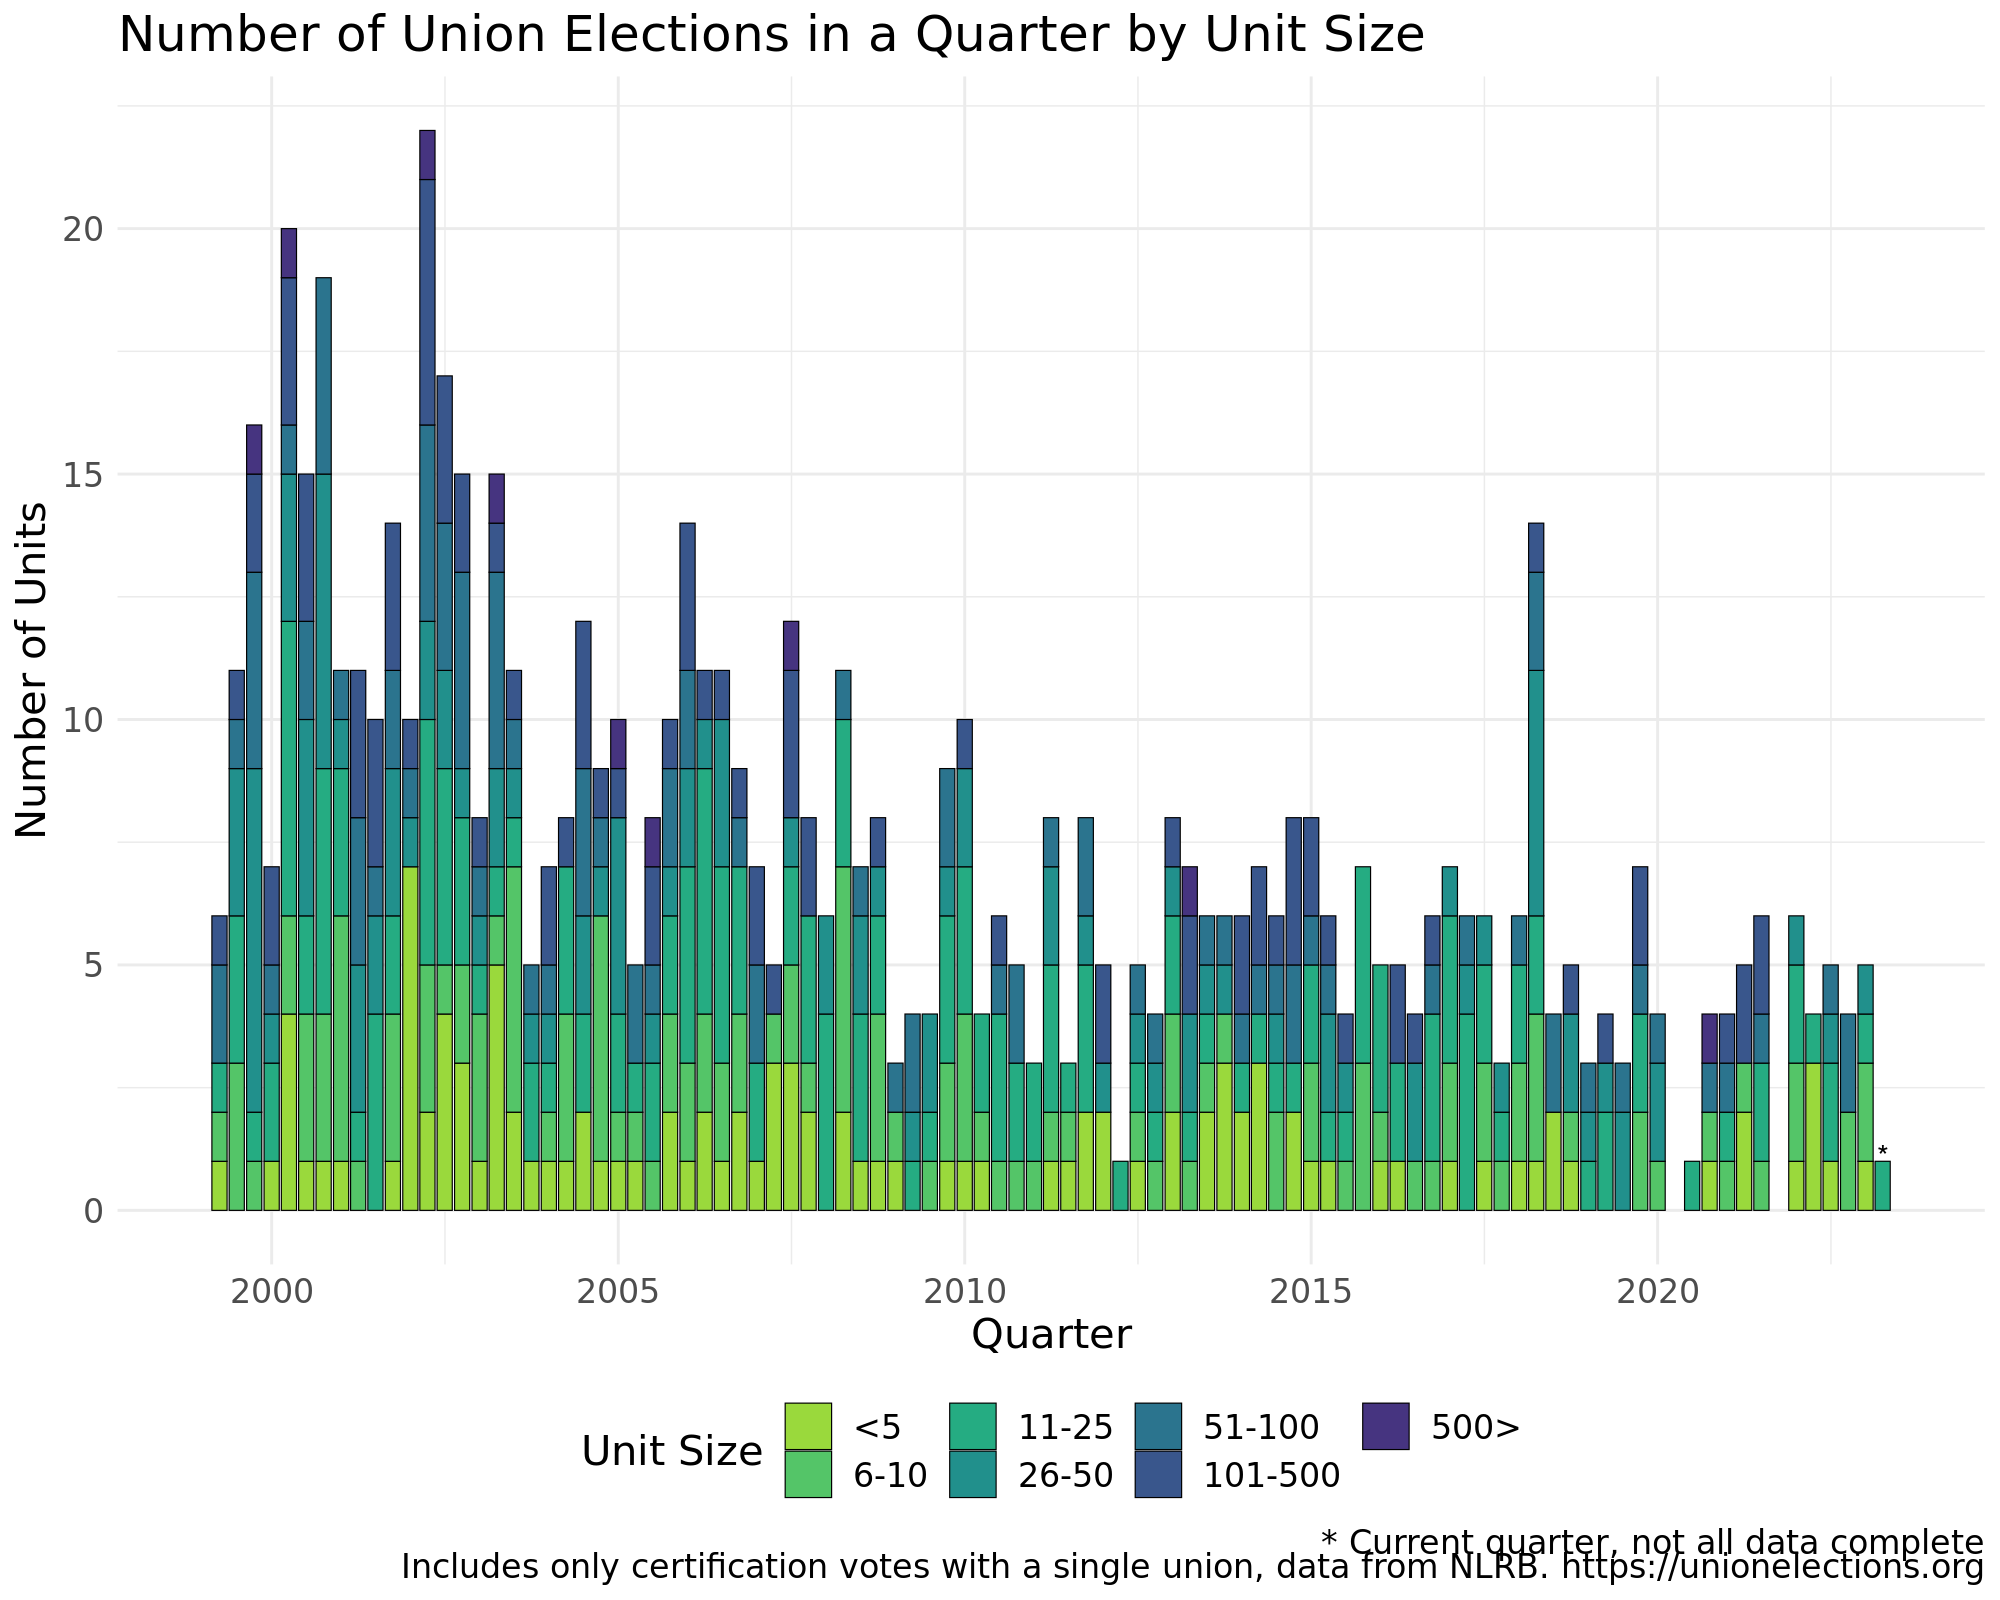 Number of Union Elections in a Quarter by Unit Size
Number of Units
20
15
10
5
0
*
2000 2005 2010 2015 2020
Quarter
Unit Size
<5 11-25 51-100 500>
6-10 26-50 101-500
* Current quarter, not all data complete
Includes only certification votes with a single union, data from NLRB. https://unionelections.org